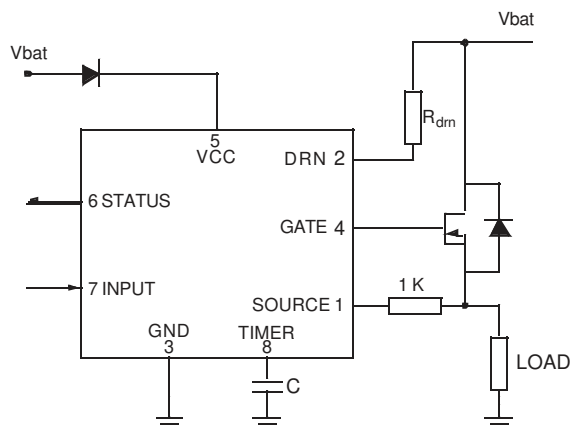 Vbat
Vbat
Rdrn
5
VCC
DRN 2
6 STATUS
GATE 4
7 INPUT
1 K
SOURCE 1
GND
3
TIMER
8
C
LOAD